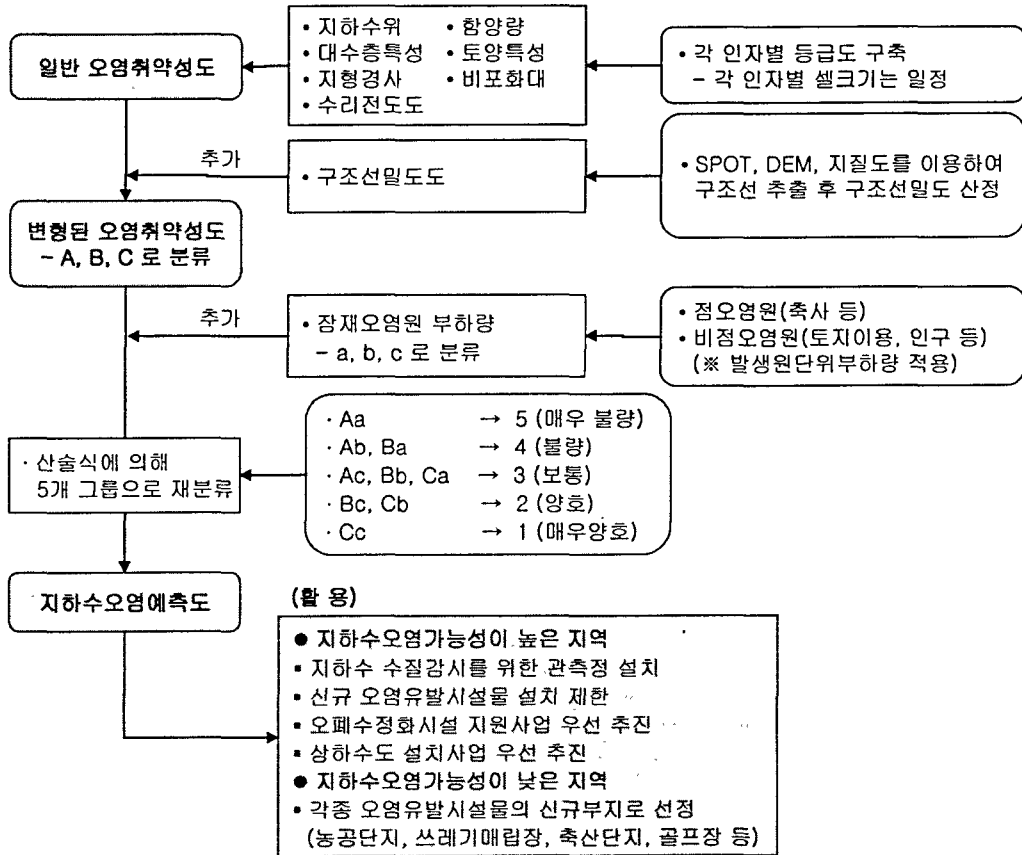 일반 오염취약성도
• 지하수위 • 함양량
• 대수층특성 • 토양특성
• 지형경사 • 비포화대
• 수리전도도
• 각 인자별 등급도 구축
– 각 인자별 셀크기는 일정
추가
• 구조선밀도도
• SPOT, DEM, 지질도를 이용하여
구조선 추출 후 구조선밀도 산정
변형된 오염취약성도
– A, B, C 로 분류
추가
• 잠재오염원 부하량
– a, b, c 로 분류
• 점오염원(축사 등)
• 비점오염원(토지이용, 인구 등)
(※ 발생원단위부하량 적용)
· 산술식에 의해
5개 그룹으로 재분류
· Aa → 5 (매우 불량)
· Ab, Ba → 4 (불량)
· Ac, Bb, Ca → 3 (보통)
· Bc, Cb → 2 (양호)
· Cc → 1 (매우양호)
지하수오염예측도
(활 용)
● 지하수오염가능성이 높은 지역
▪ 지하수 수질감시를 위한 관측정 설치
▪ 신규 오염유발시설물 설치 제한
▪ 오폐수정화시설 지원사업 우선 추진
▪ 상하수도 설치사업 우선 추진
● 지하수오염가능성이 낮은 지역
▪ 각종 오염유발시설물의 신규부지로 선정
(농공단지, 쓰레기매립장, 축산단지, 골프장 등)